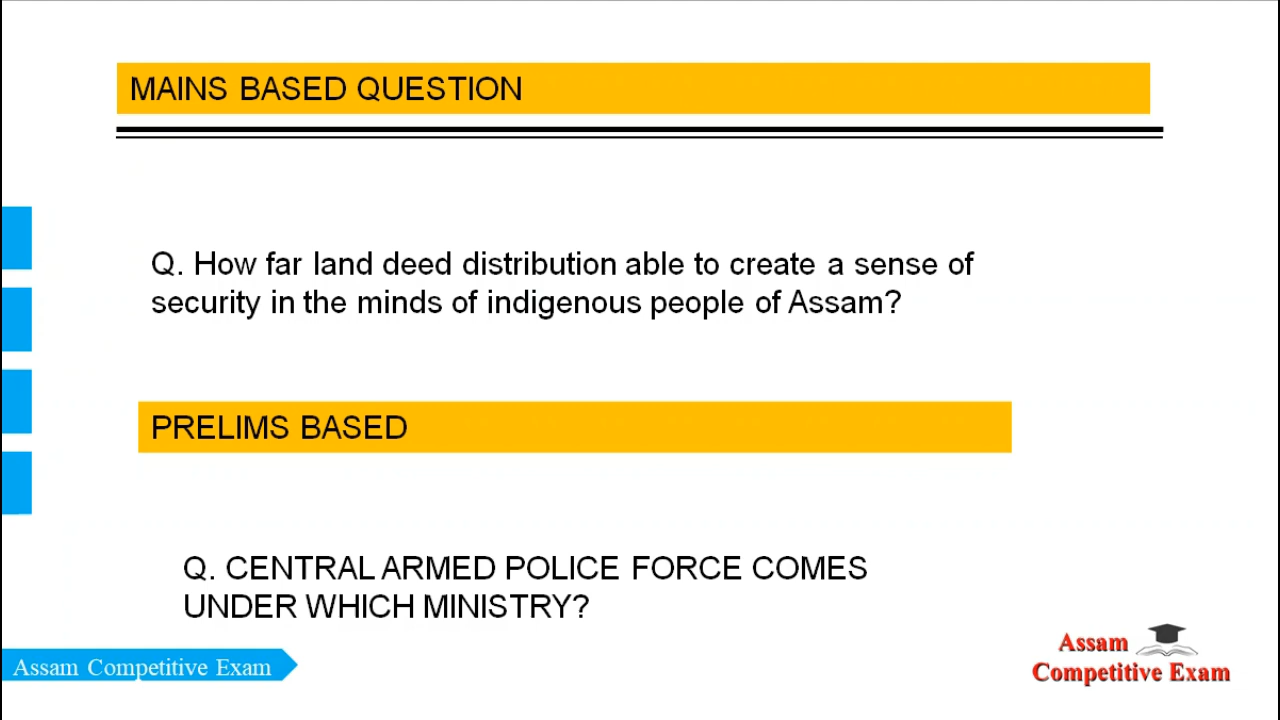 MAINS BASED QUESTION
Q. How far land deed distribution able to create a sense of
security in the minds of indigenous people of Assam?
PRELIMS BASED
Q. CENTRAL ARMED POLICE FORCE COMES
UNDER WHICH MINISTRY?
Assam Competitive Exam
Assam
Competitive Exam